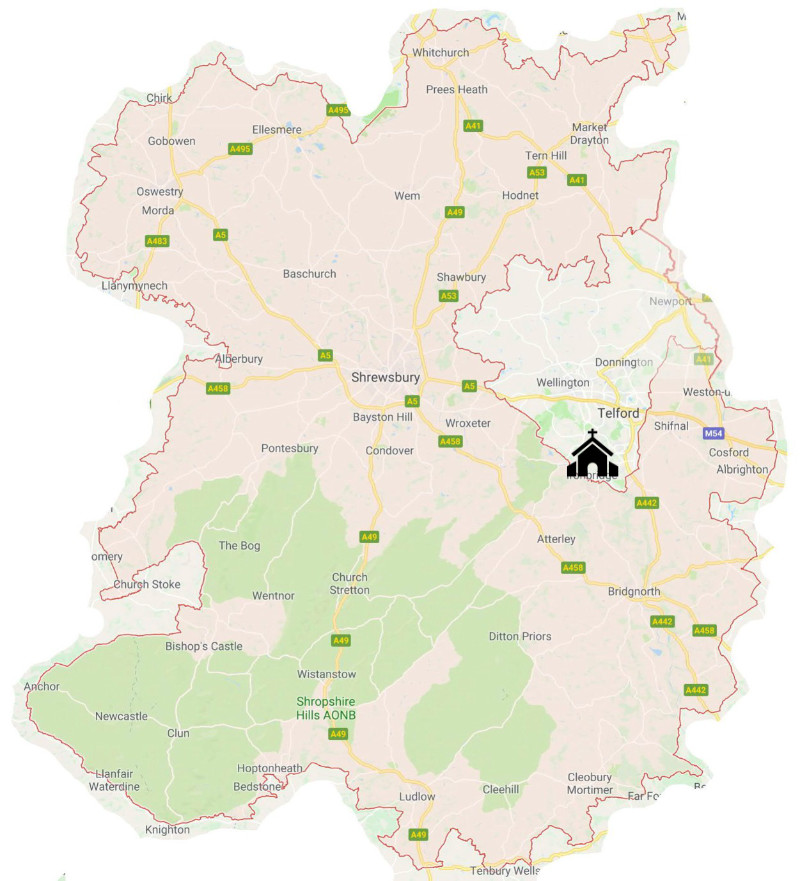 M
Whitchurch
Prees Heath
Chirk
A495
Ellesmere
A41
Market
Drayton
Gobowen
A495
Tern Hill
A53
A41
Oswestry
Wem
Hodnet
Morda
A49
A483
A5
Baschurch
Shawbury
Llanymynech
A53
Newport
Alberbury
A5
Donnington
A41
Shrewsbury
Wellington
A458
A5
Weston-u
A5
Bayston Hill
Telford
Wroxeter
Shifnal
M54
A458
Pontesbury
Condover
Cosford
Albrighton
Ironbridge
A442
A49
Atterley
The Bog
omery
A458
Church
Stretton
Church Stoke
Wentnor
Bridgnorth
A442
A458
Ditton Priors
A49
Bishop's Castle
Wistanstow
Anchor
A442
Shropshire
Hills AONB
Newcastle
Clun
A49
Hoptonheath
Llanfair
Waterdine
Bedstone
Cleobury
Mortimer
Cleehill
Ludlow
Far Fo
Knighton
A49
Tenbury Wells